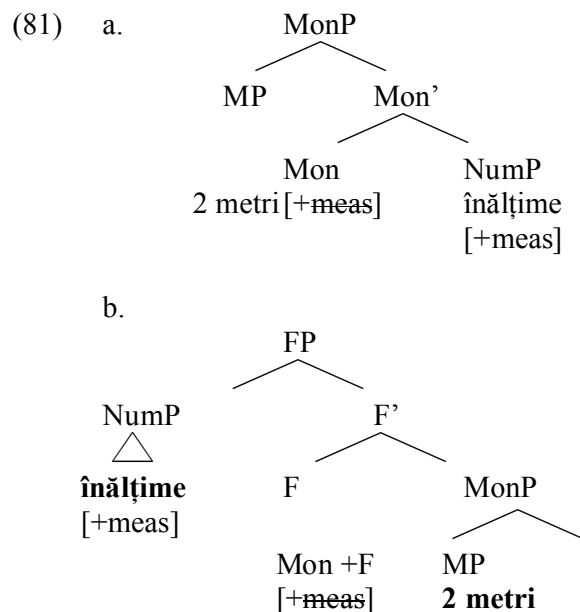 (81) a. MonP
MP Mon’
Mon NumP
2 metri [+meas] înălțime
[+meas]
b.
FP
NumP F’
înălțime F MonP
[+meas]
Mon +F MP
[+meas] 2 metri